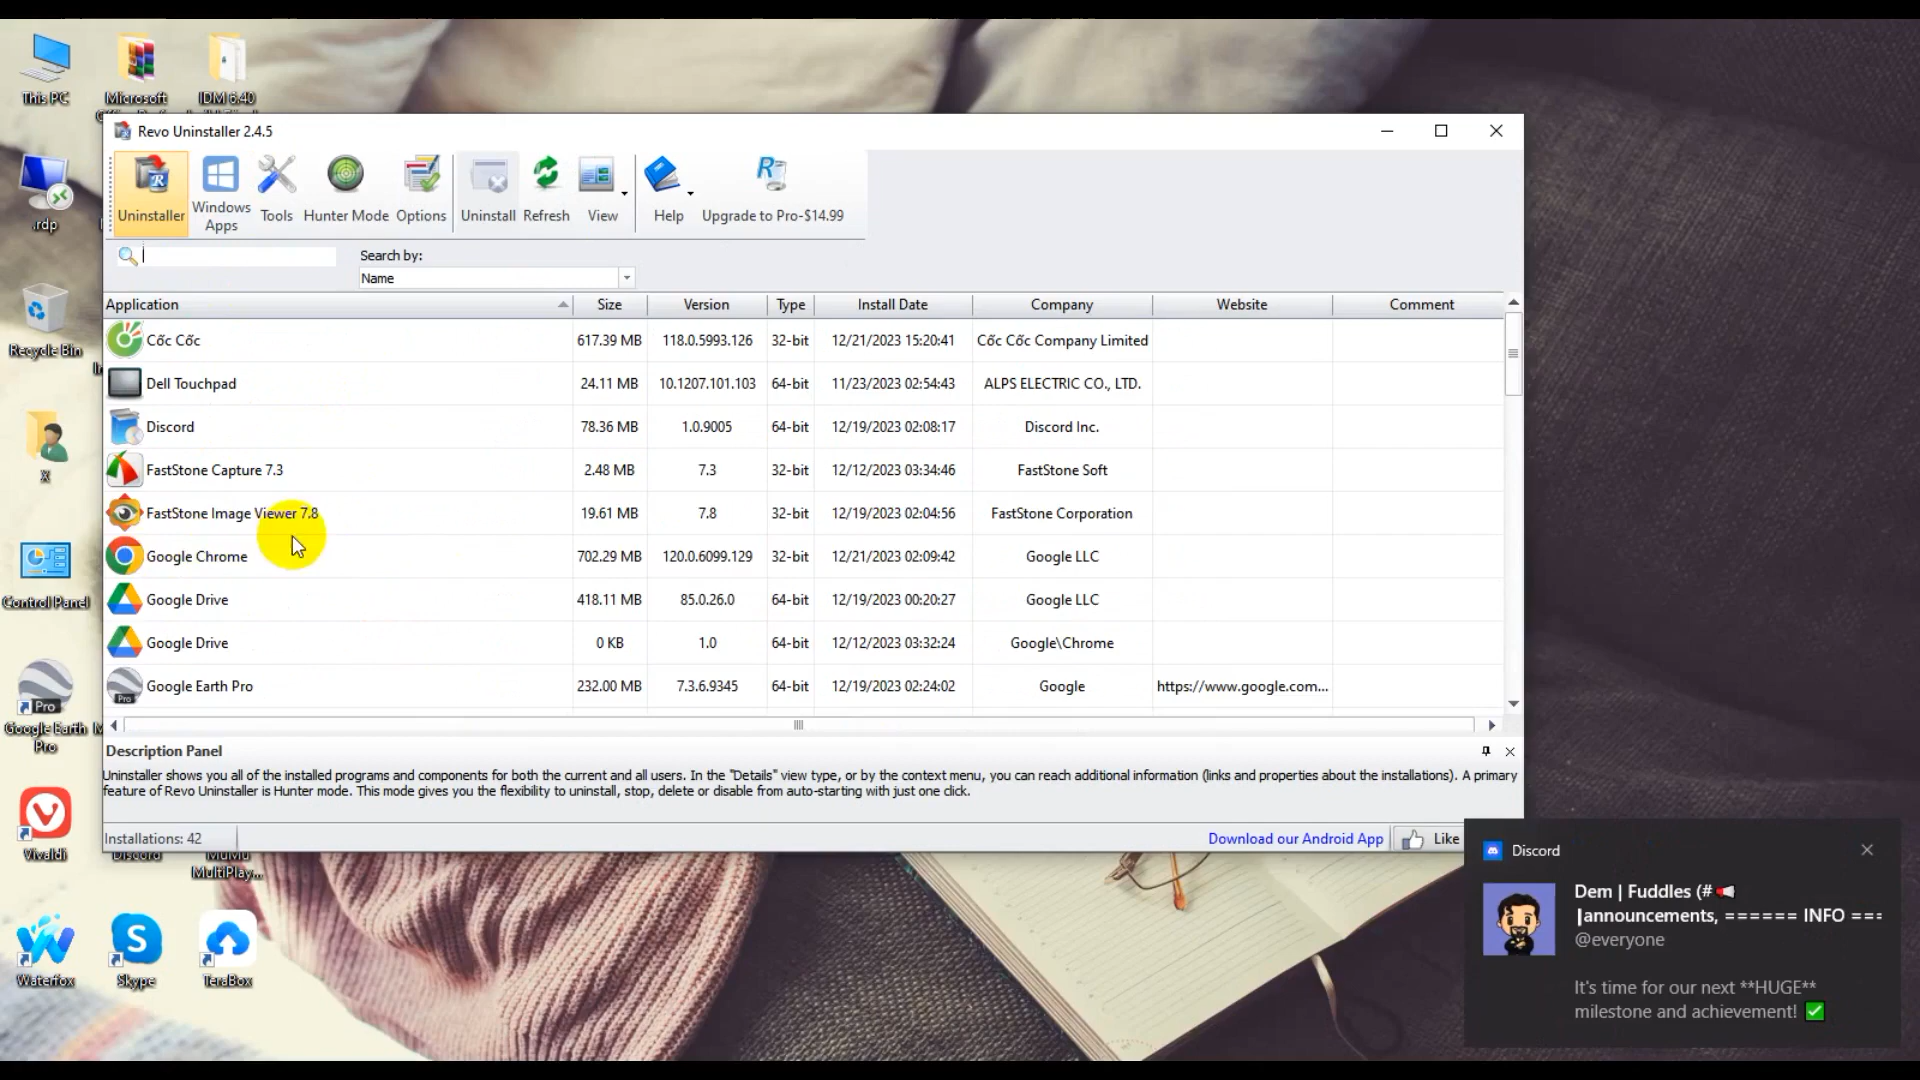 This PC
Microsoft
IDM 6.40
.rdp
Recycle Bin
X
Control Panel
Pro
Google Earth
Pro
Vivaldi
Discord
MuMu
MultiPlay...
Waterfox
Skype
TeraBox
Revo Uninstaller 2.4.5
Uninstaller
Windows
Apps
Tools
Hunter Mode
Options
Uninstall
Refresh
View
Help
Upgrade to Pro-$14.99
Search by:
Name
Application Size Version Type Install Date Company Website Comment
Cốc Cốc 617.39 MB 118.0.5993.126 32-bit 12/21/2023 15:20:41 Cốc Cốc Company Limited
Dell Touchpad 24.11 MB 10.1207.101.103 64-bit 11/23/2023 02:54:43 ALPS ELECTRIC CO., LTD.
Discord 78.36 MB 1.0.9005 64-bit 12/19/2023 02:08:17 Discord Inc.
FastStone Capture 7.3 2.48 MB 7.3 32-bit 12/12/2023 03:34:46 FastStone Soft
FastStone Image Viewer 7.8 19.61 MB 7.8 32-bit 12/19/2023 02:04:56 FastStone Corporation
Google Chrome 702.29 MB 120.0.6099.129 32-bit 12/21/2023 02:09:42 Google LLC
Google Drive 418.11 MB 85.0.26.0 64-bit 12/19/2023 00:20:27 Google LLC
Google Drive 0 KB 1.0 64-bit 12/12/2023 03:32:24 Google\Chrome
Google Earth Pro 232.00 MB 7.3.6.9345 64-bit 12/19/2023 02:24:02 Google https://www.google.com...
Description Panel
Uninstaller shows you all of the installed programs and components for both the current and all users. In the "Details" view type, or by the context menu, you can reach additional information (links and properties about the installations). A primary
feature of Revo Uninstaller is Hunter mode. This mode gives you the flexibility to uninstall, stop, delete or disable from auto-starting with just one click.
Installations: 42
Download our Android App
Like
Discord
Dem | Fuddles (#📢
|announcements, ====== INFO ===
@everyone
It's time for our next **HUGE**
milestone and achievement! ✅